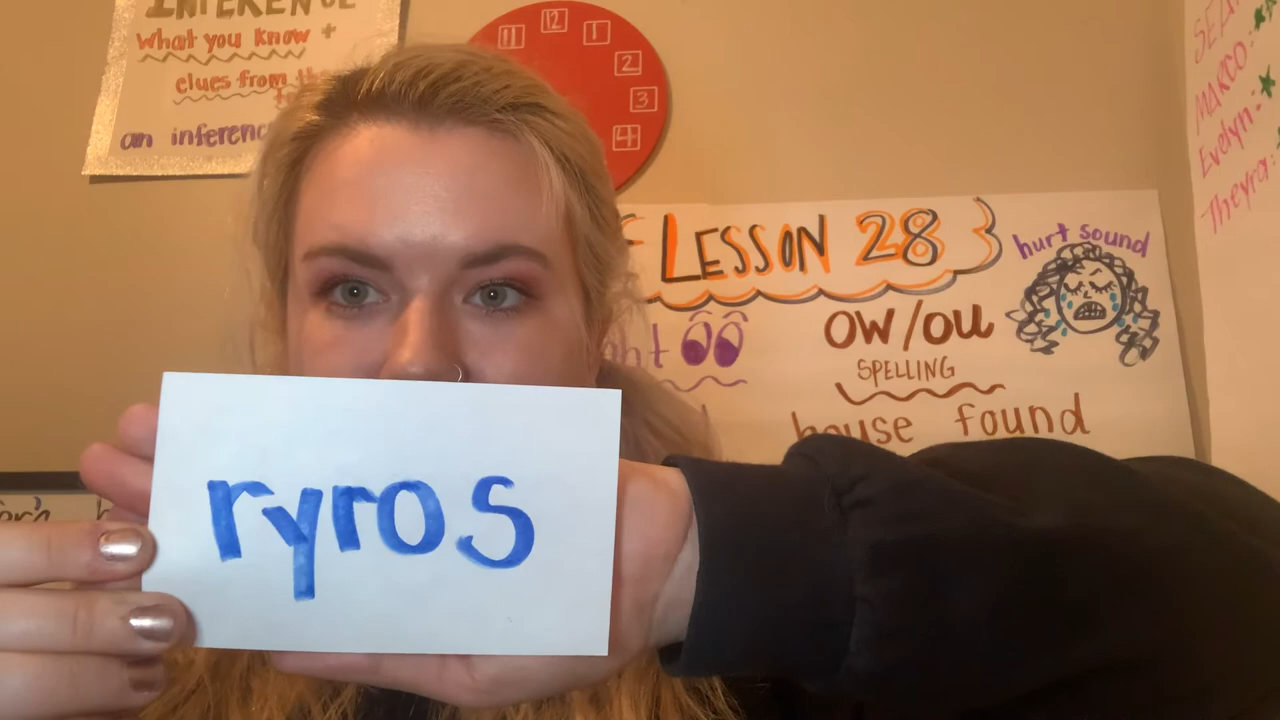 INFERENCE
What you know +
clues from the
an inference
11 12 1 2 3 4
LESSON 28
hurt sound
ow/ou
SPELLING
house found
MARCO:
Evelyn:
Theyra:
ryros